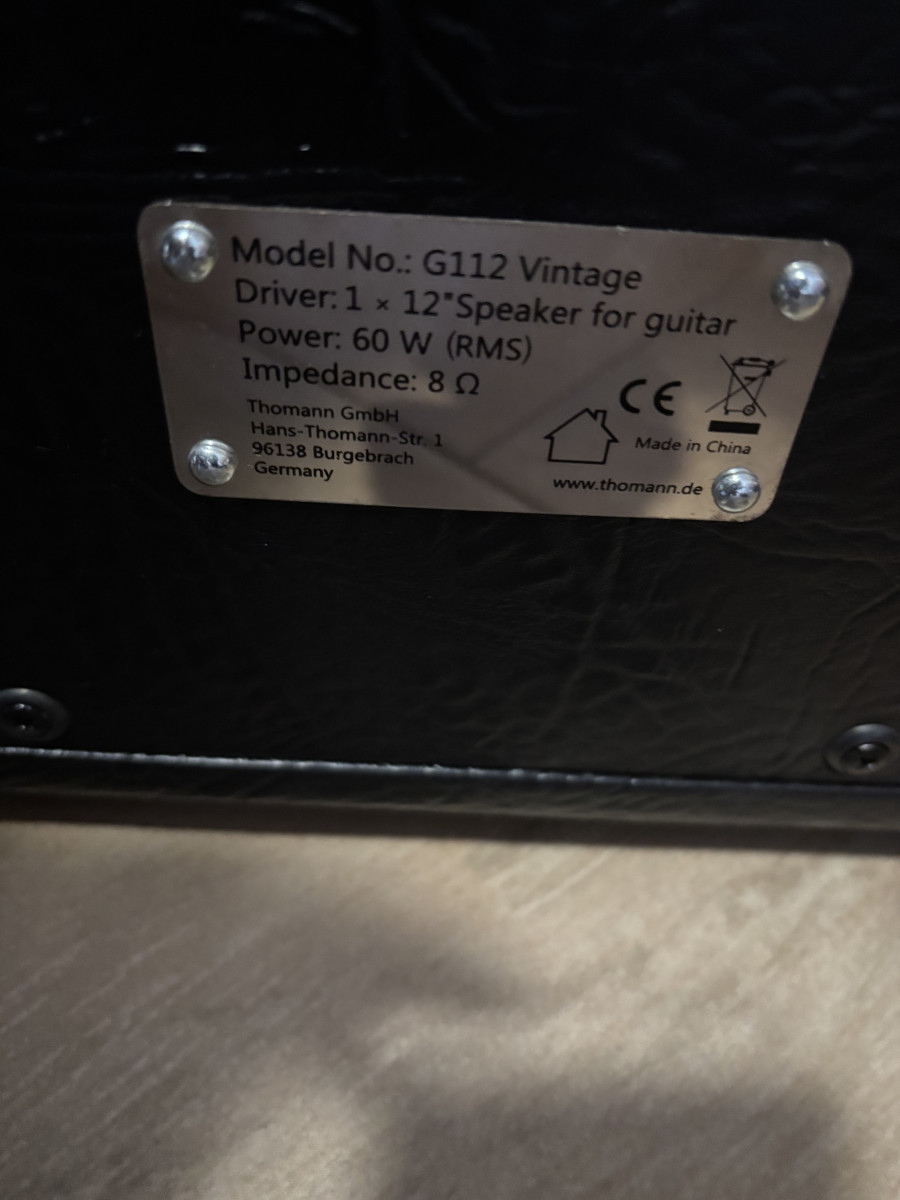 Model No.: G112 Vintage
Driver: 1 × 12"Speaker for guitar
Power: 60 W (RMS)
Impedance: 8 Ω
Thomann GmbH
Hans-Thomann-Str. 1
96138 Burgebrach
Germany
CE
Made in China
www.thomann.de